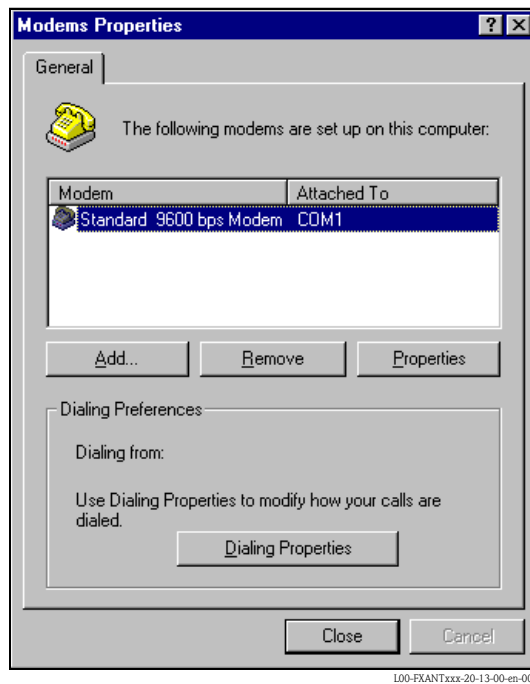 Modems Properties
General
The following modems are set up on this computer:
Modem Attached To
Standard 9600 bps Modem COM1
Add... Remove Properties
Dialing Preferences
Dialing from:
Use Dialing Properties to modify how your calls are
dialed.
Dialing Properties
Close Cancel